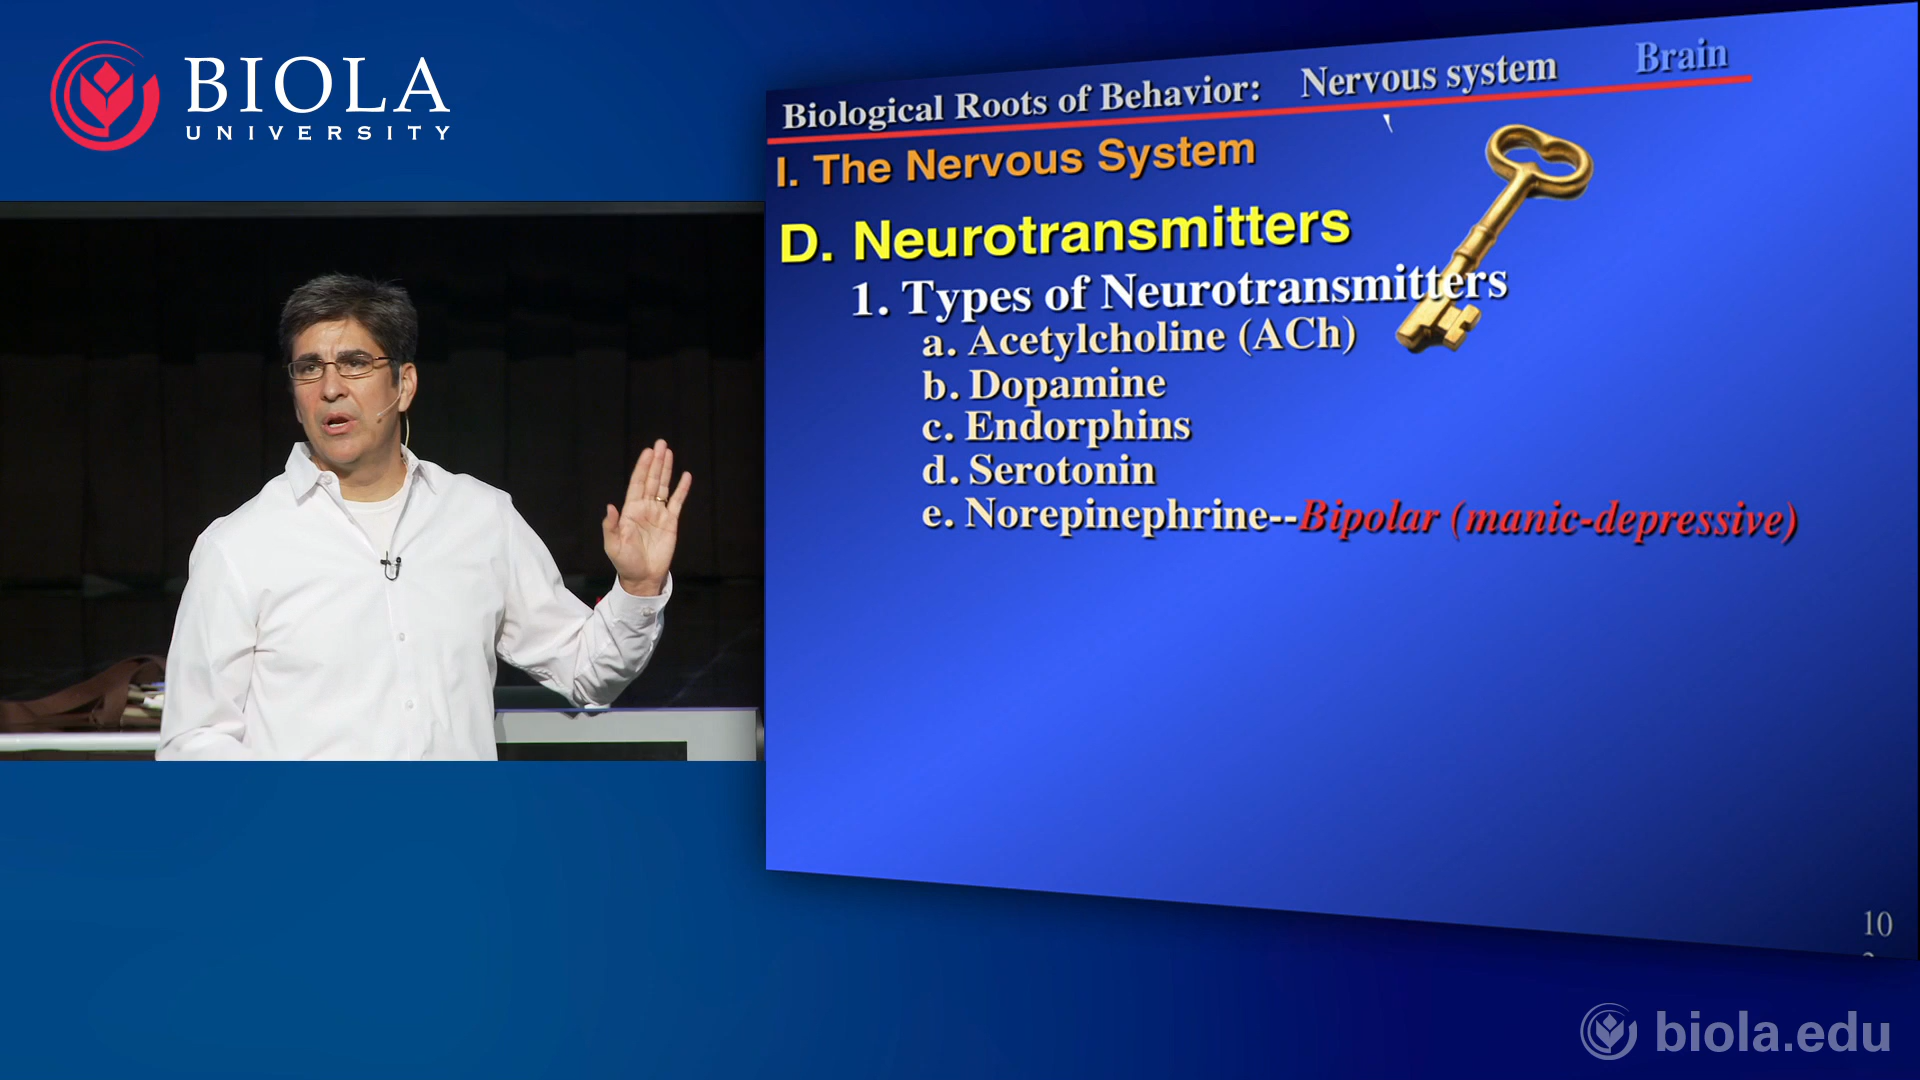 BIOLA
UNIVERSITY
Biological Roots of Behavior: Nervous system Brain
I. The Nervous System
D. Neurotransmitters
1. Types of Neurotransmitters
a. Acetylcholine (ACh)
b. Dopamine
c. Endorphins
d. Serotonin
e. Norepinephrine--Bipolar (manic-depressive)
10
biola.edu